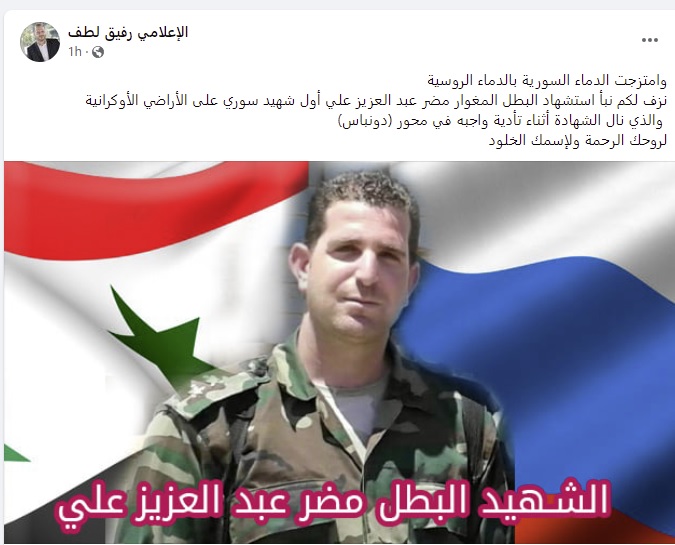 الإعلامي رفيق لطف
1h ·
وامتزجت الدماء السورية بالدماء الروسية
نزف لكم نبأ استشهاد البطل المغوار مضر عبد العزيز علي أول شهيد سوري على الأراضي الأوكرانية
والذي نال الشهادة أثناء تأدية واجبه في محور (دونباس)
لروحك الرحمة ولإسمك الخلود
الشهيد البطل مضر عبد العزيز علي